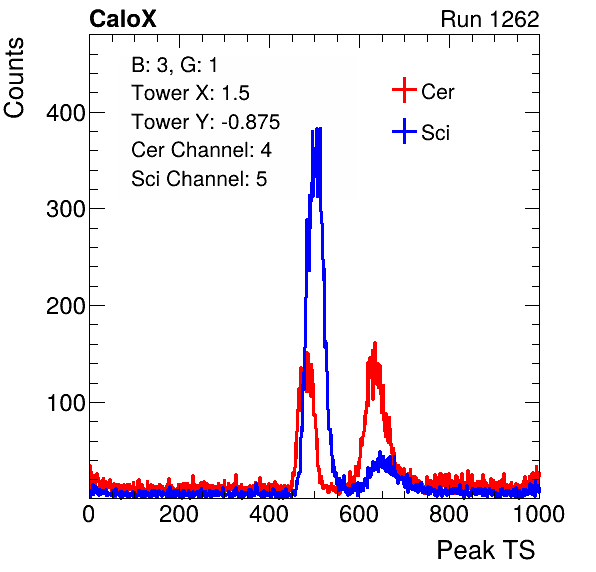 CaloX Run 1262
Counts
B: 3, G: 1
Tower X: 1.5
Tower Y: -0.875
Cer Channel: 4
Sci Channel: 5
Cer
Sci
400
300
200
100
0 200 400 600 800 1000
Peak TS